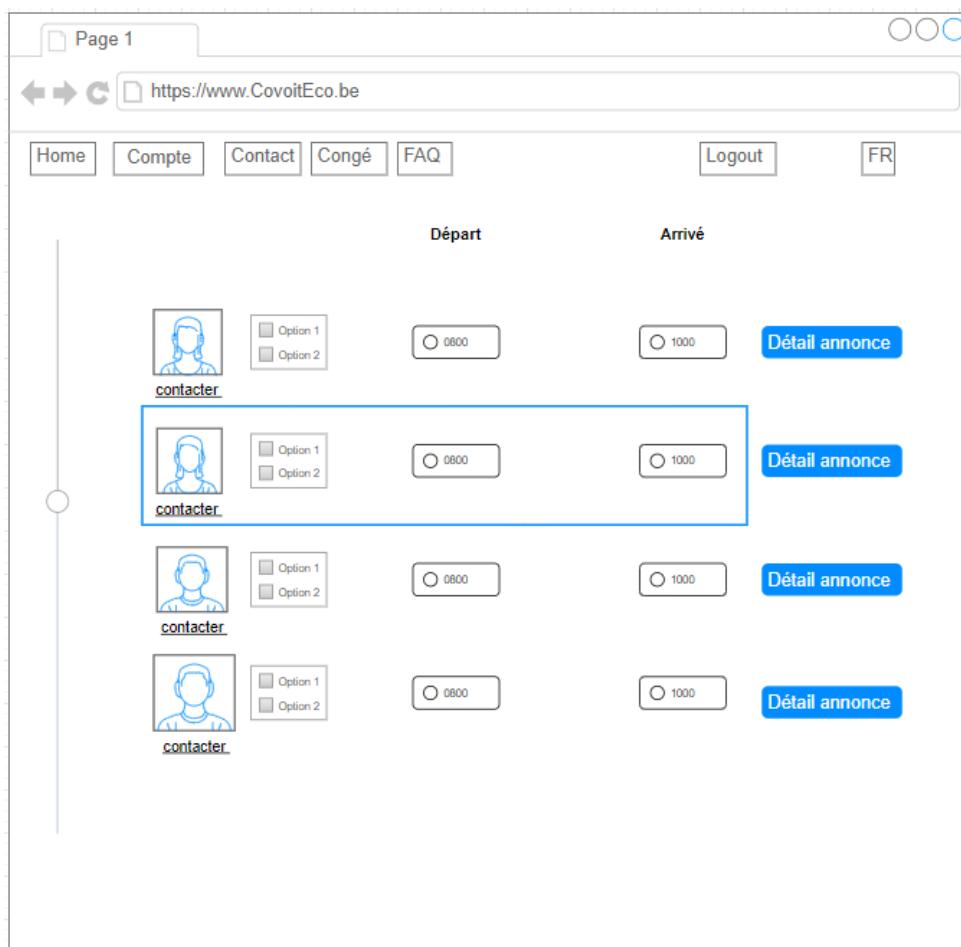 Page 1
https://www.CovoitEco.be
Home Compte Contact Congé FAQ Logout FR
Départ Arrivé
Option 1
Option 2
0800 1000 Détail annonce
contacter
Option 1
Option 2
0800 1000 Détail annonce
contacter
Option 1
Option 2
0800 1000 Détail annonce
contacter
Option 1
Option 2
0800 1000 Détail annonce
contacter